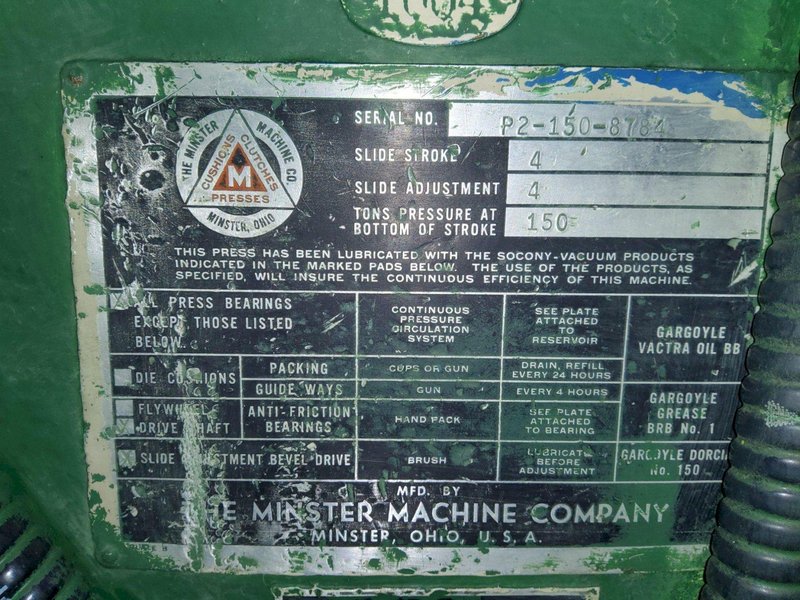 THE MINSTER MACHINE CO
CUSHIONS CLUTCHES
M
PRESSES
MINSTER, OHIO
SERIAL NO. P2-150-8784
SLIDE STROKE 4
SLIDE ADJUSTMENT 4
TONS PRESSURE AT
BOTTOM OF STROKE 150
THIS PRESS HAS BEEN LUBRICATED WITH THE SOCONY-VACUUM PRODUCTS
INDICATED IN THE MARKED PADS BELOW. THE USE OF THE PRODUCTS, AS
SPECIFIED, WILL INSURE THE CONTINUOUS EFFICIENCY OF THIS MACHINE.
ALL PRESS BEARINGS
EXCEPT THOSE LISTED
BELOW.
CONTINUOUS
PRESSURE
CIRCULATION
SYSTEM
SEE PLATE
ATTACHED
TO
RESERVOIR
GARGOYLE
VACTRA OIL BB
DIE CUSHIONS
PACKING
CUPS OR GUN
DRAIN, REFILL
EVERY 24 HOURS
GUIDE WAYS
GUN
EVERY 4 HOURS
GARGOYLE
GREASE
BRB No. 1
FLYWHEEL
DRIVE SHAFT
ANTI-FRICTION
BEARINGS
HAND PACK
SEE PLATE
ATTACHED
TO BEARING
SLIDE ADJUSTMENT BEVEL DRIVE
BRUSH
LUBRICATE
BEFORE
ADJUSTMENT
GARGOYLE DORCI
No. 150
MFD. BY
THE MINSTER MACHINE COMPANY
MINSTER, OHIO, U.S.A.